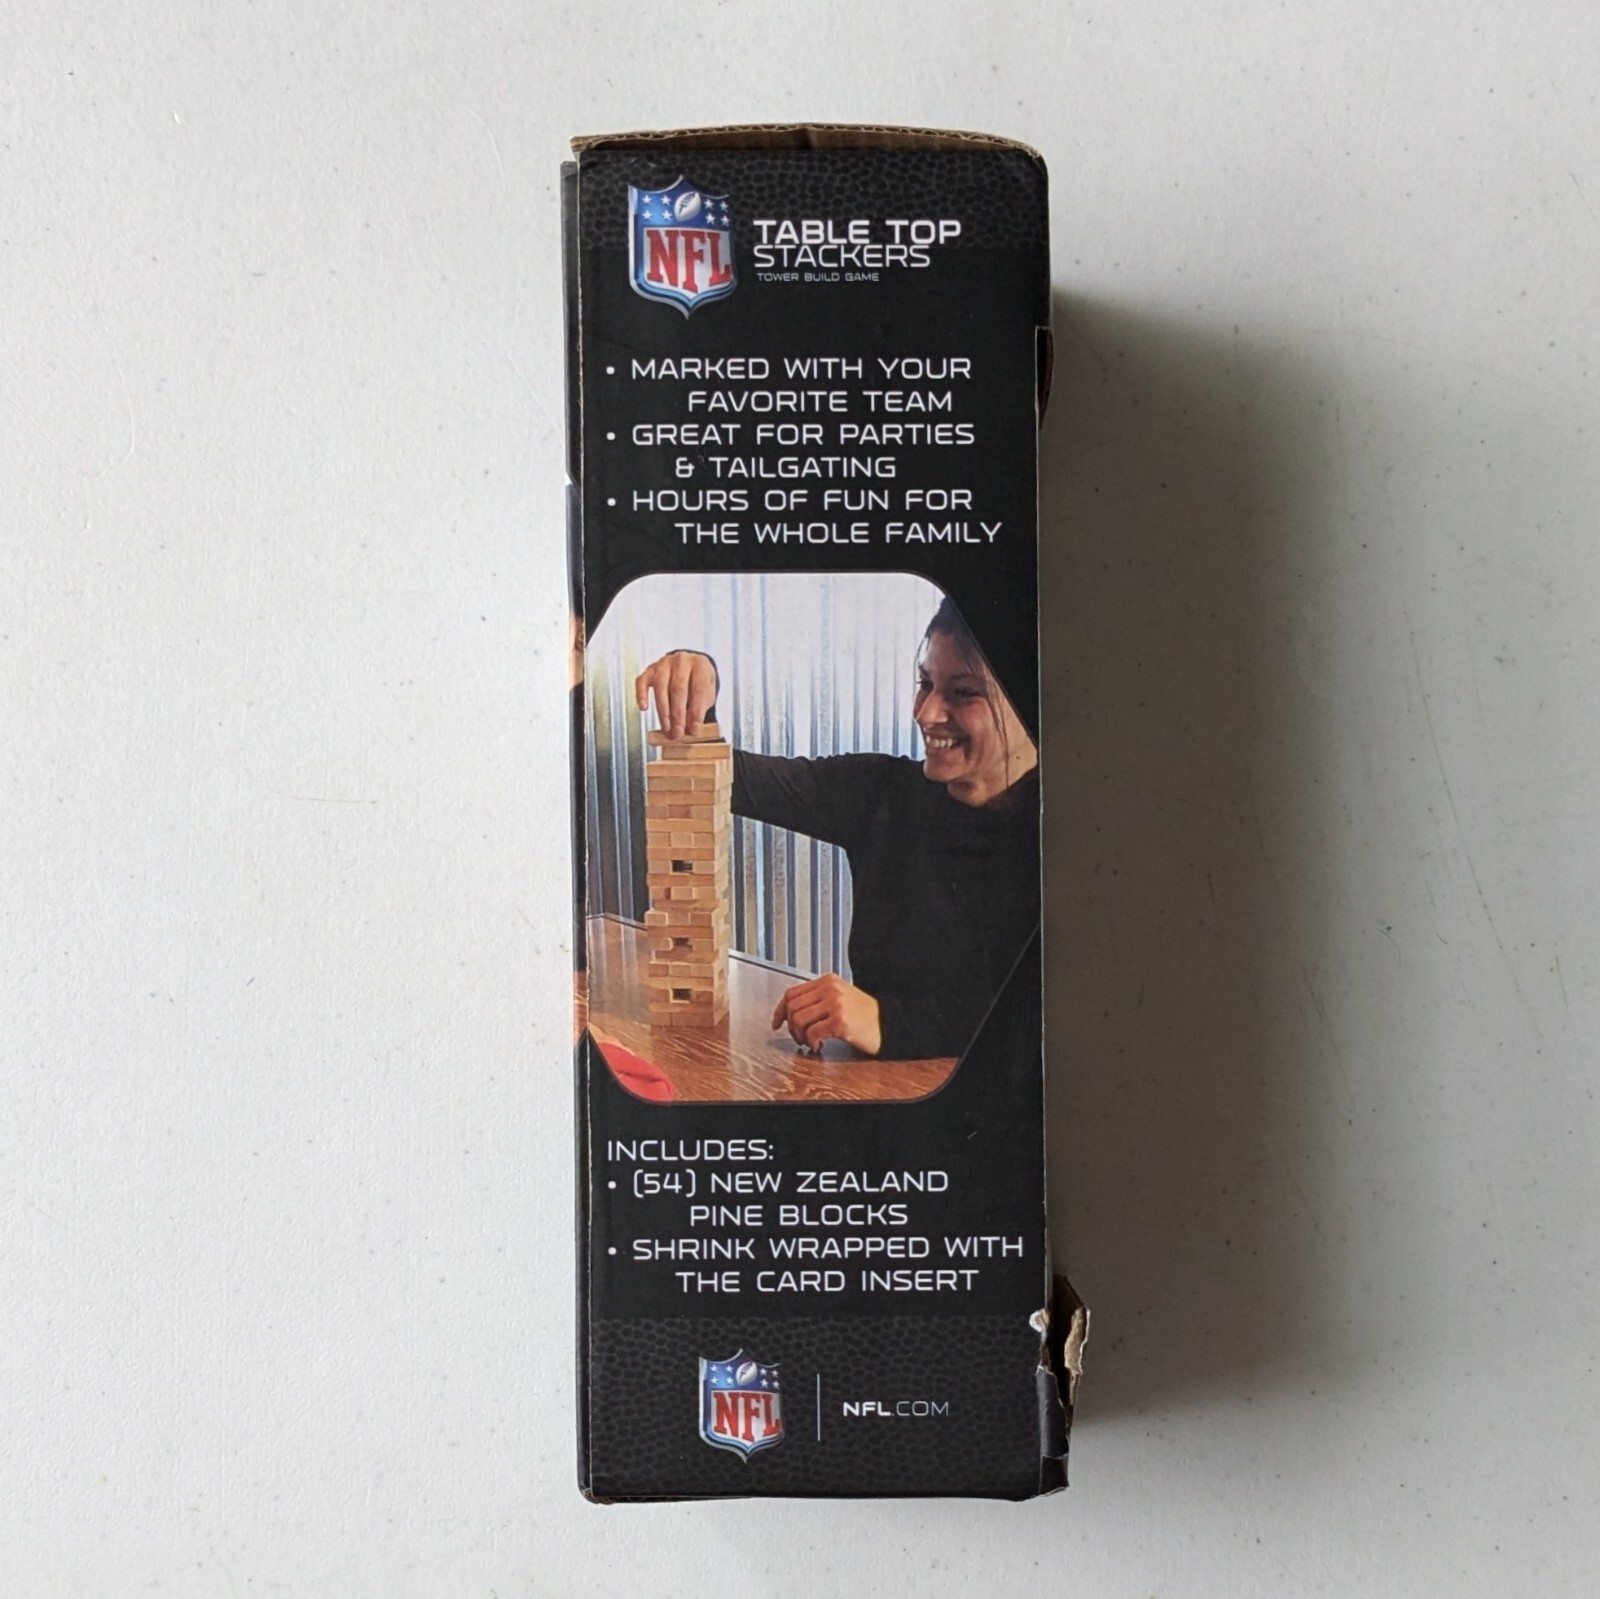 NFL
TABLE TOP
STACKERS
TOWER BUILD GAME
• MARKED WITH YOUR
FAVORITE TEAM
• GREAT FOR PARTIES
& TAILGATING
• HOURS OF FUN FOR
THE WHOLE FAMILY
INCLUDES:
• (54) NEW ZEALAND
PINE BLOCKS
• SHRINK WRAPPED WITH
THE CARD INSERT
NFL
NFL.COM